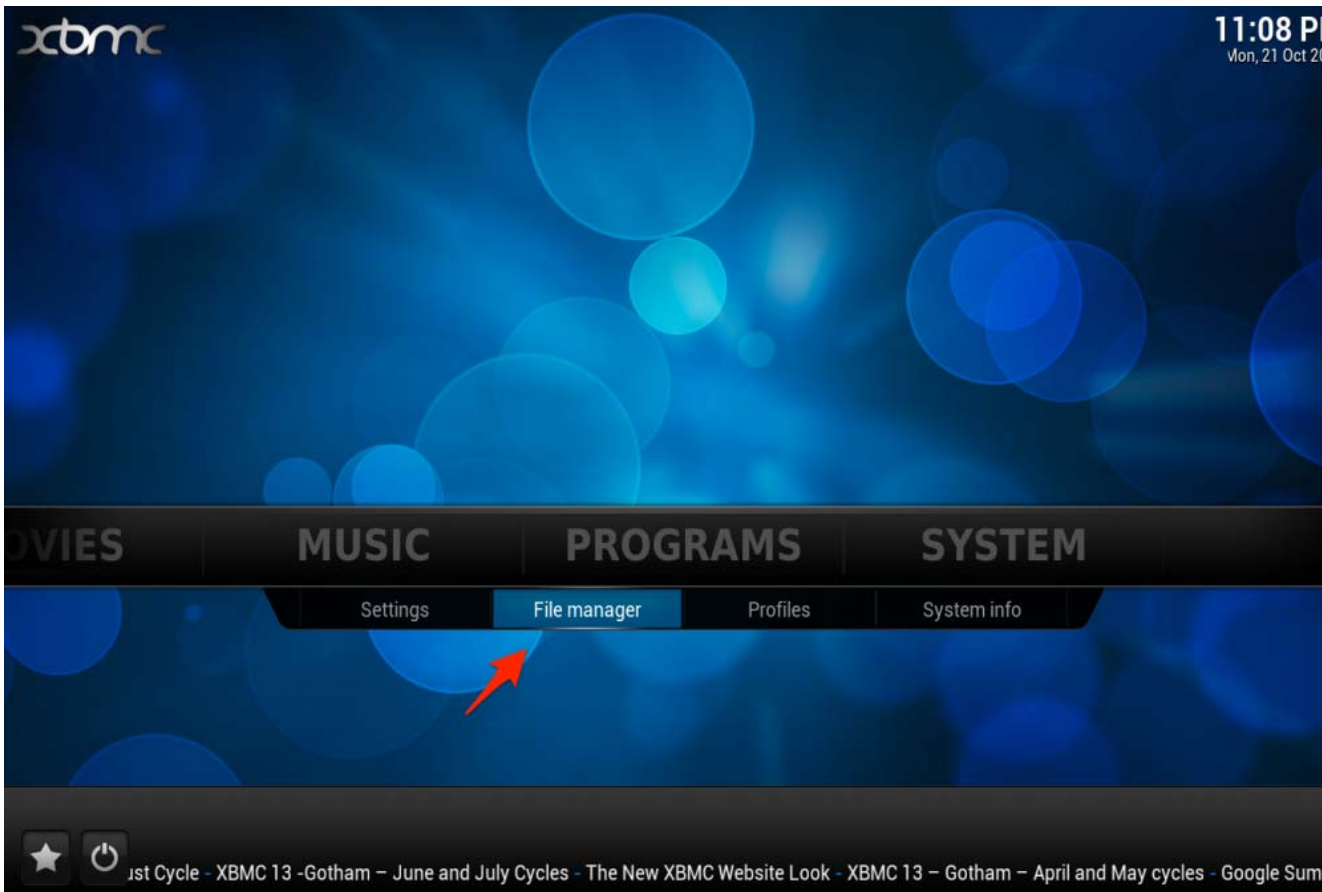 xbmc
11:08 P
Mon, 21 Oct 20
OVIES MUSIC PROGRAMS SYSTEM
Settings File manager Profiles System info
ust Cycle - XBMC 13 -Gotham – June and July Cycles - The New XBMC Website Look - XBMC 13 – Gotham – April and May cycles - Google Sum